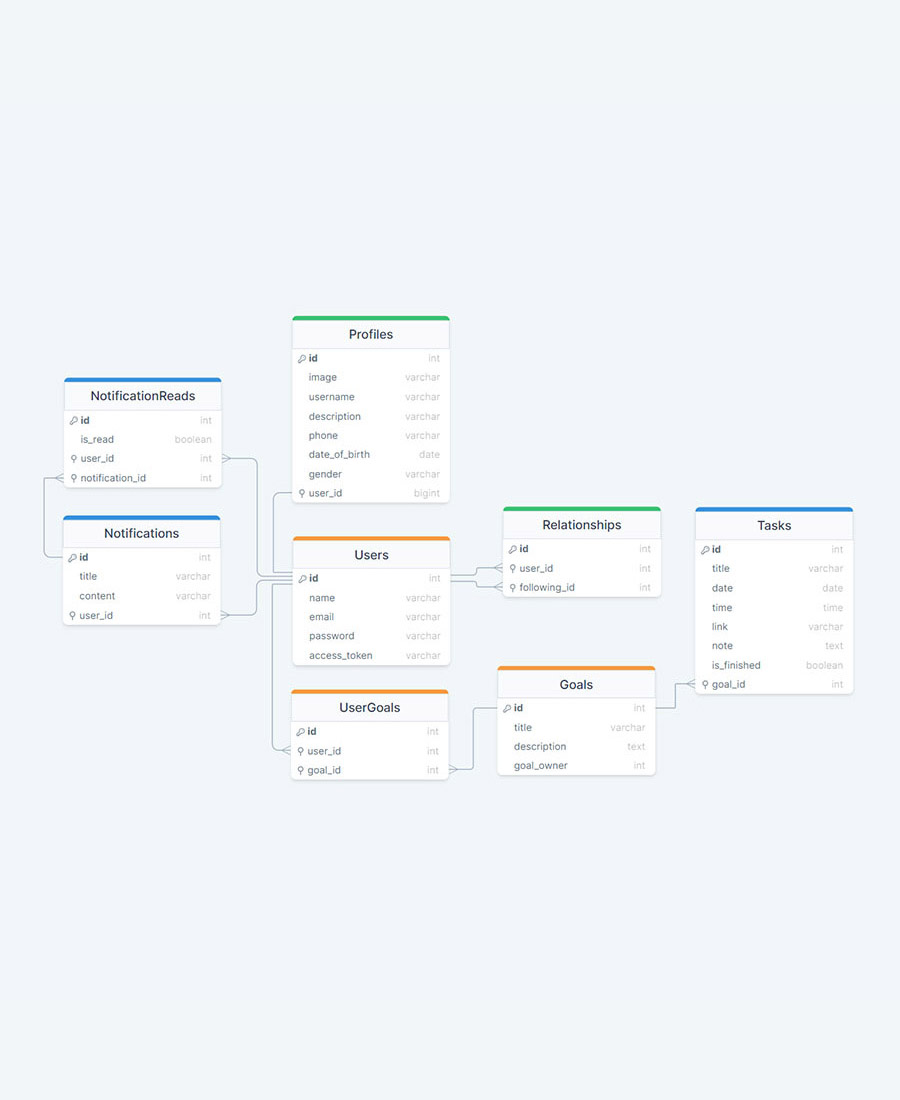 Profiles
id int
image varchar
username varchar
description varchar
phone varchar
date_of_birth date
gender varchar
user_id bigint
NotificationReads
id int
is_read boolean
user_id int
notification_id int
Notifications
id int
title varchar
content varchar
user_id int
Users
id int
name varchar
email varchar
password varchar
access_token varchar
Relationships
id int
user_id int
following_id int
Tasks
id int
title varchar
date date
time time
link varchar
note text
is_finished boolean
goal_id int
UserGoals
id int
user_id int
goal_id int
Goals
id int
title varchar
description text
goal_owner int